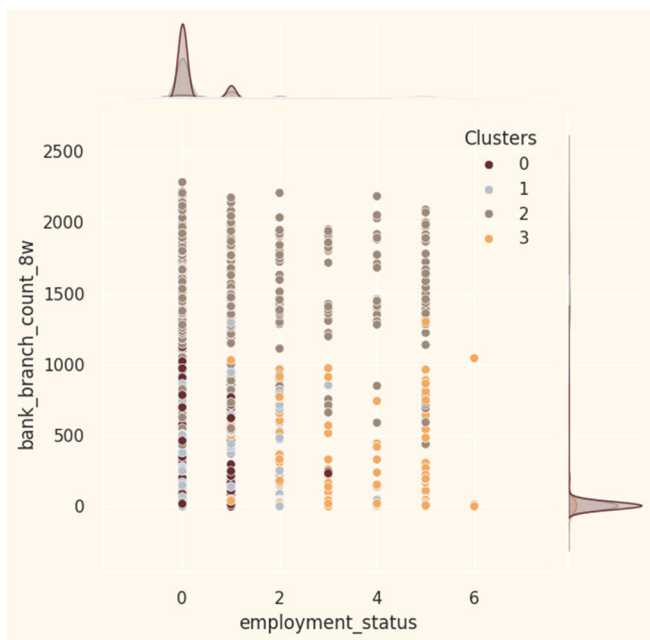 Clusters
0
1
2
3
2500
2000
1500
1000
500
0
bank_branch_count_8w
0 2 4 6
employment_status